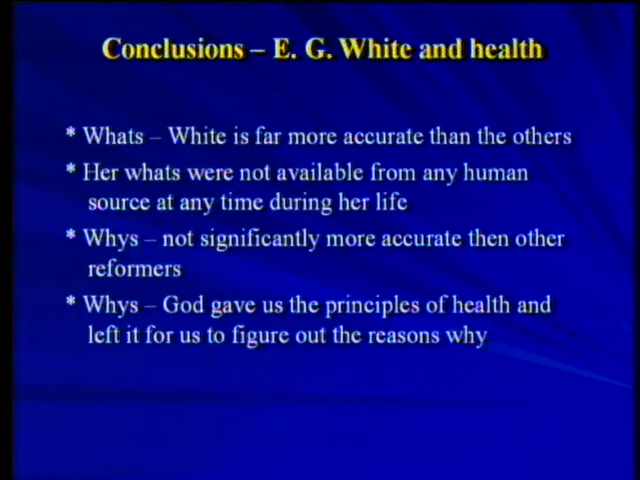 Conclusions – E. G. White and health
* Whats – White is far more accurate than the others
* Her whats were not available from any human
source at any time during her life
* Whys – not significantly more accurate then other
reformers
* Whys – God gave us the principles of health and
left it for us to figure out the reasons why